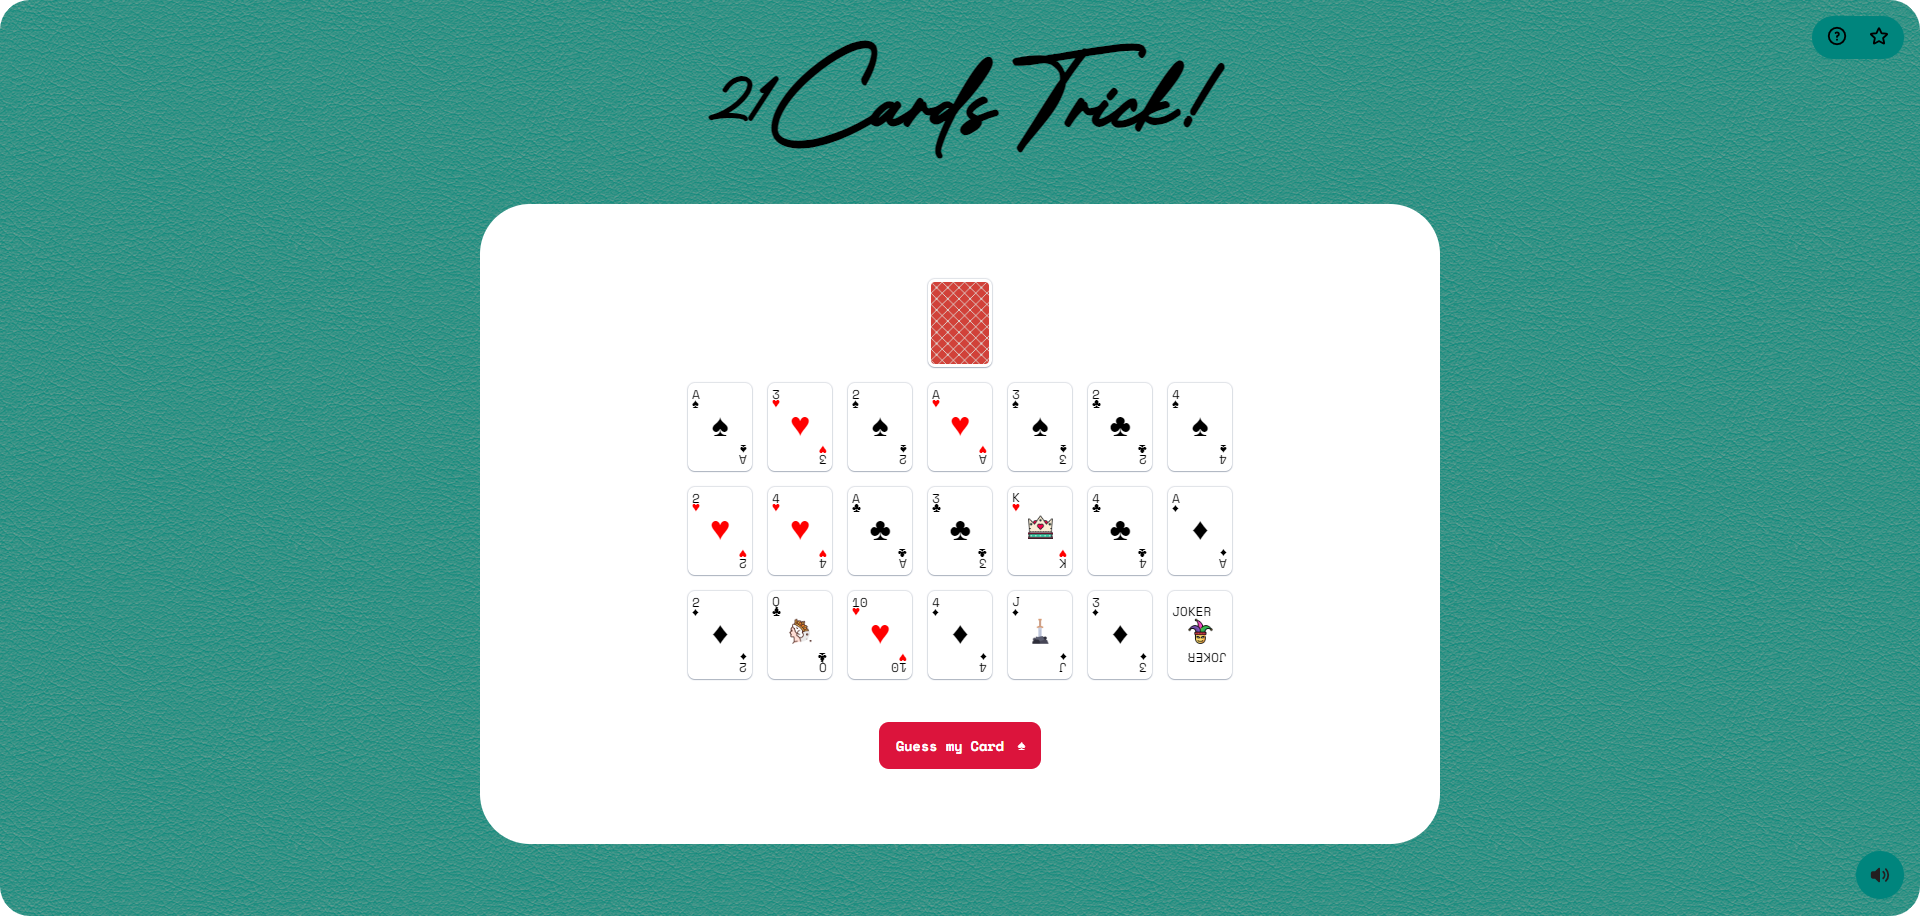 21 Cards Trick!
A♠ 3♥ 2♠ A♥ 3♠ 2♣ 4♠
A 3 2 A 3 2 4
2♥ 4♥ A♣ 3♣ K♥ 4♣ A♦
2 4 A 3 K 4 A
2♦ Q♣ 10♥ 4♦ J♦ 3♦ JOKER
2 Q 10 4 J 3 JOKER
Guess my Card ♠